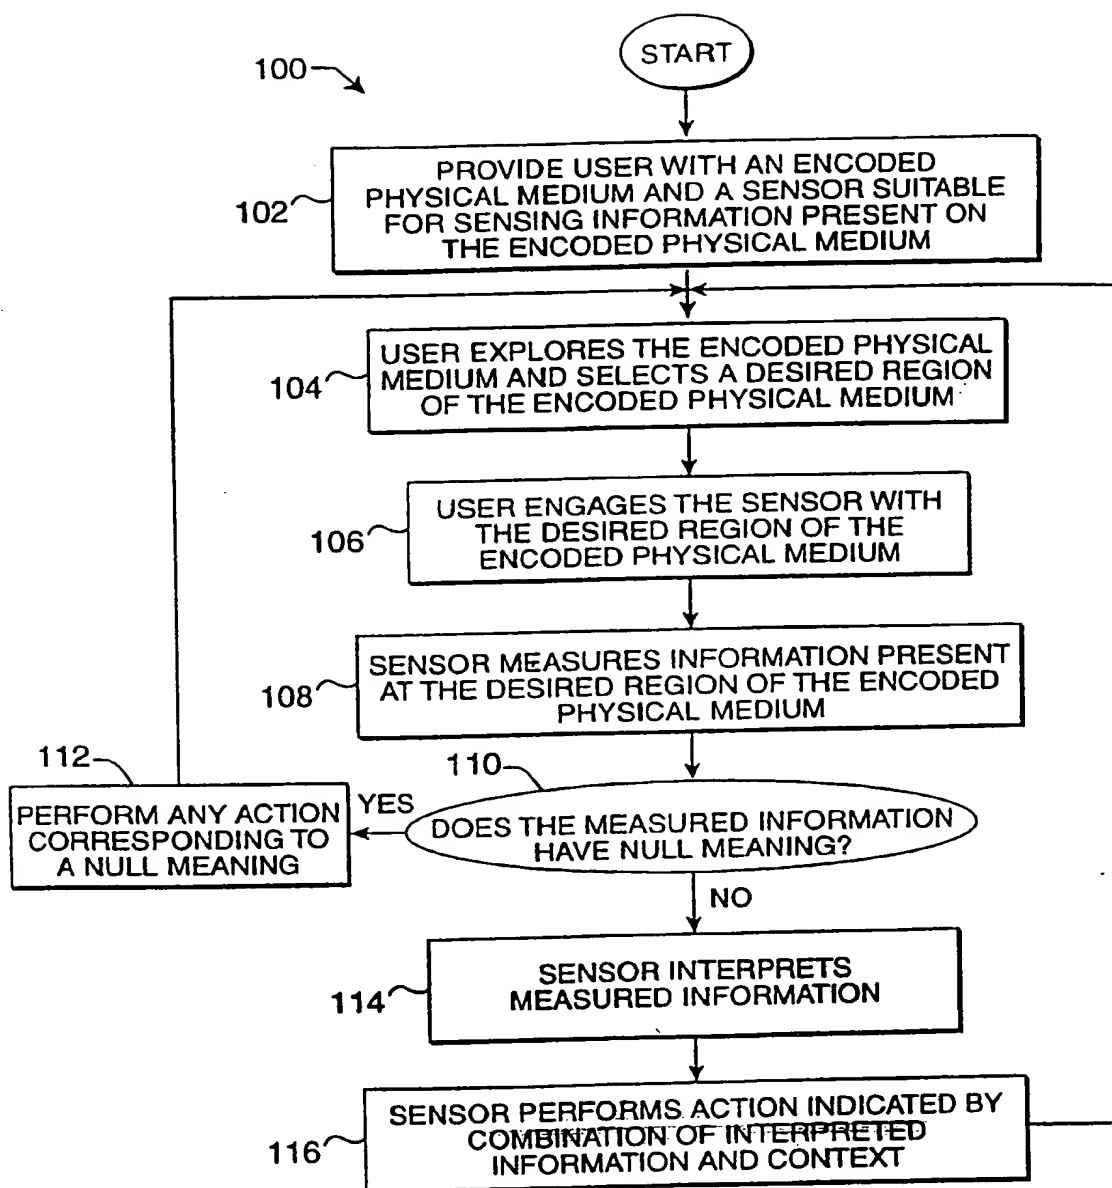 START
100
PROVIDE USER WITH AN ENCODED
PHYSICAL MEDIUM AND A SENSOR SUITABLE
FOR SENSING INFORMATION PRESENT ON
THE ENCODED PHYSICAL MEDIUM
102
USER EXPLORES THE ENCODED PHYSICAL
MEDIUM AND SELECTS A DESIRED REGION
OF THE ENCODED PHYSICAL MEDIUM
104
USER ENGAGES THE SENSOR WITH
THE DESIRED REGION OF THE
ENCODED PHYSICAL MEDIUM
106
SENSOR MEASURES INFORMATION PRESENT
AT THE DESIRED REGION OF THE ENCODED
PHYSICAL MEDIUM
108
110
DOES THE MEASURED INFORMATION
HAVE NULL MEANING?
YES
112
PERFORM ANY ACTION
CORRESPONDING TO
A NULL MEANING
NO
SENSOR INTERPRETS
MEASURED INFORMATION
114
SENSOR PERFORMS ACTION INDICATED BY
COMBINATION OF INTERPRETED
INFORMATION AND CONTEXT
116